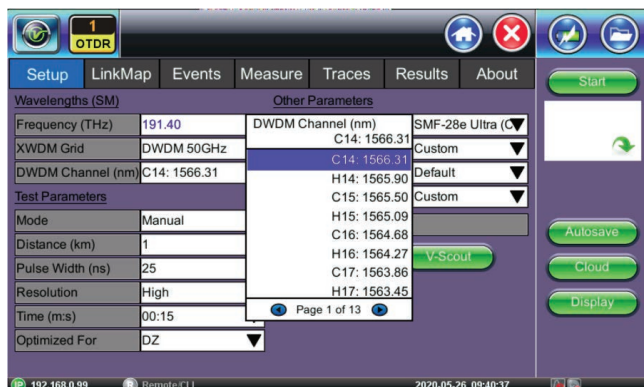 1
OTDR
Setup LinkMap Events Measure Traces Results About
Start
Wavelengths (SM) Other Parameters
Frequency (THz) 191.40 SMF-28e Ultra (C
XWDM Grid DWDM 50GHz Custom
DWDM Channel (nm) C14: 1566.31 Default
Custom
DWDM Channel (nm)
C14: 1566.31
C14: 1566.31
H14: 1565.90
C15: 1565.50
H15: 1565.09
C16: 1564.68
H16: 1564.27
C17: 1563.86
H17: 1563.45
Page 1 of 13
Test Parameters
Mode Manual
Distance (km) 1
Pulse Width (ns) 25
Resolution High
Time (m:s) 00:15
Optimized For DZ
V-Scout
Autosave
Cloud
Display
IP 192.168.0.99 R Remote/CLI 2020-05-26 09:40:37